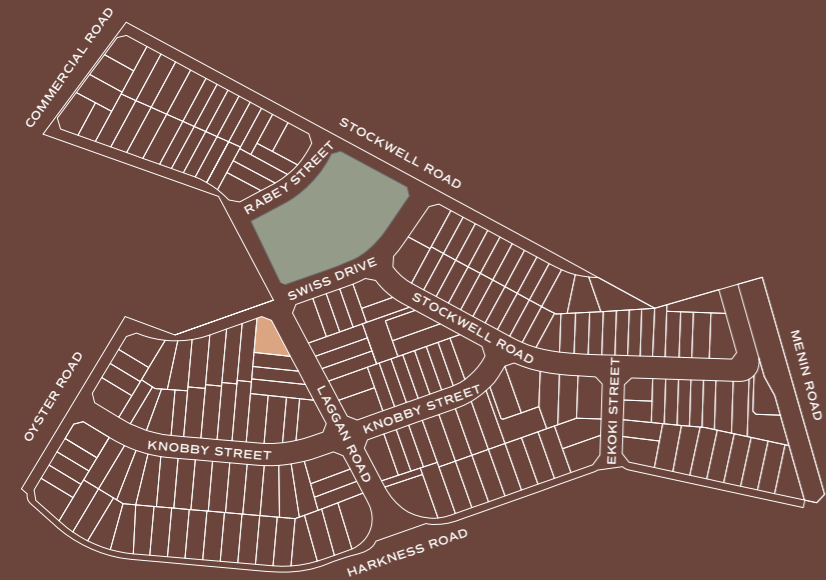 COMMERCIAL ROAD
STOCKWELL ROAD
RABEY STREET
SWISS DRIVE
STOCKWELL ROAD
MENIN ROAD
OYSTER ROAD
LAGGAN ROAD
KNOBBY STREET
EKOKI STREET
KNOBBY STREET
HARKNESS ROAD